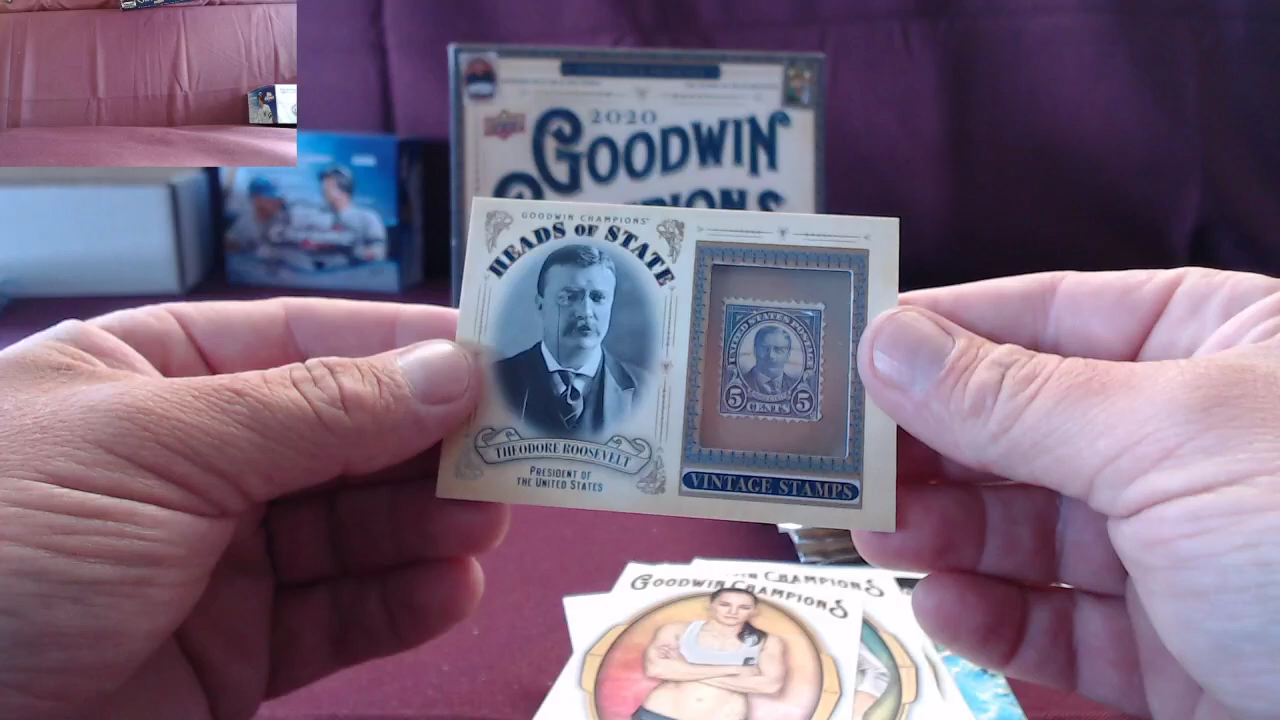 2020
GOODWIN
GOODWIN CHAMPIONS
HEADS OF STATE
THEODORE ROOSEVELT
PRESIDENT OF
THE UNITED STATES
UNITED STATES POSTAGE
5 CENTS 5
VINTAGE STAMPS
GOODWIN CHAMPIONS
CHAMPIONS